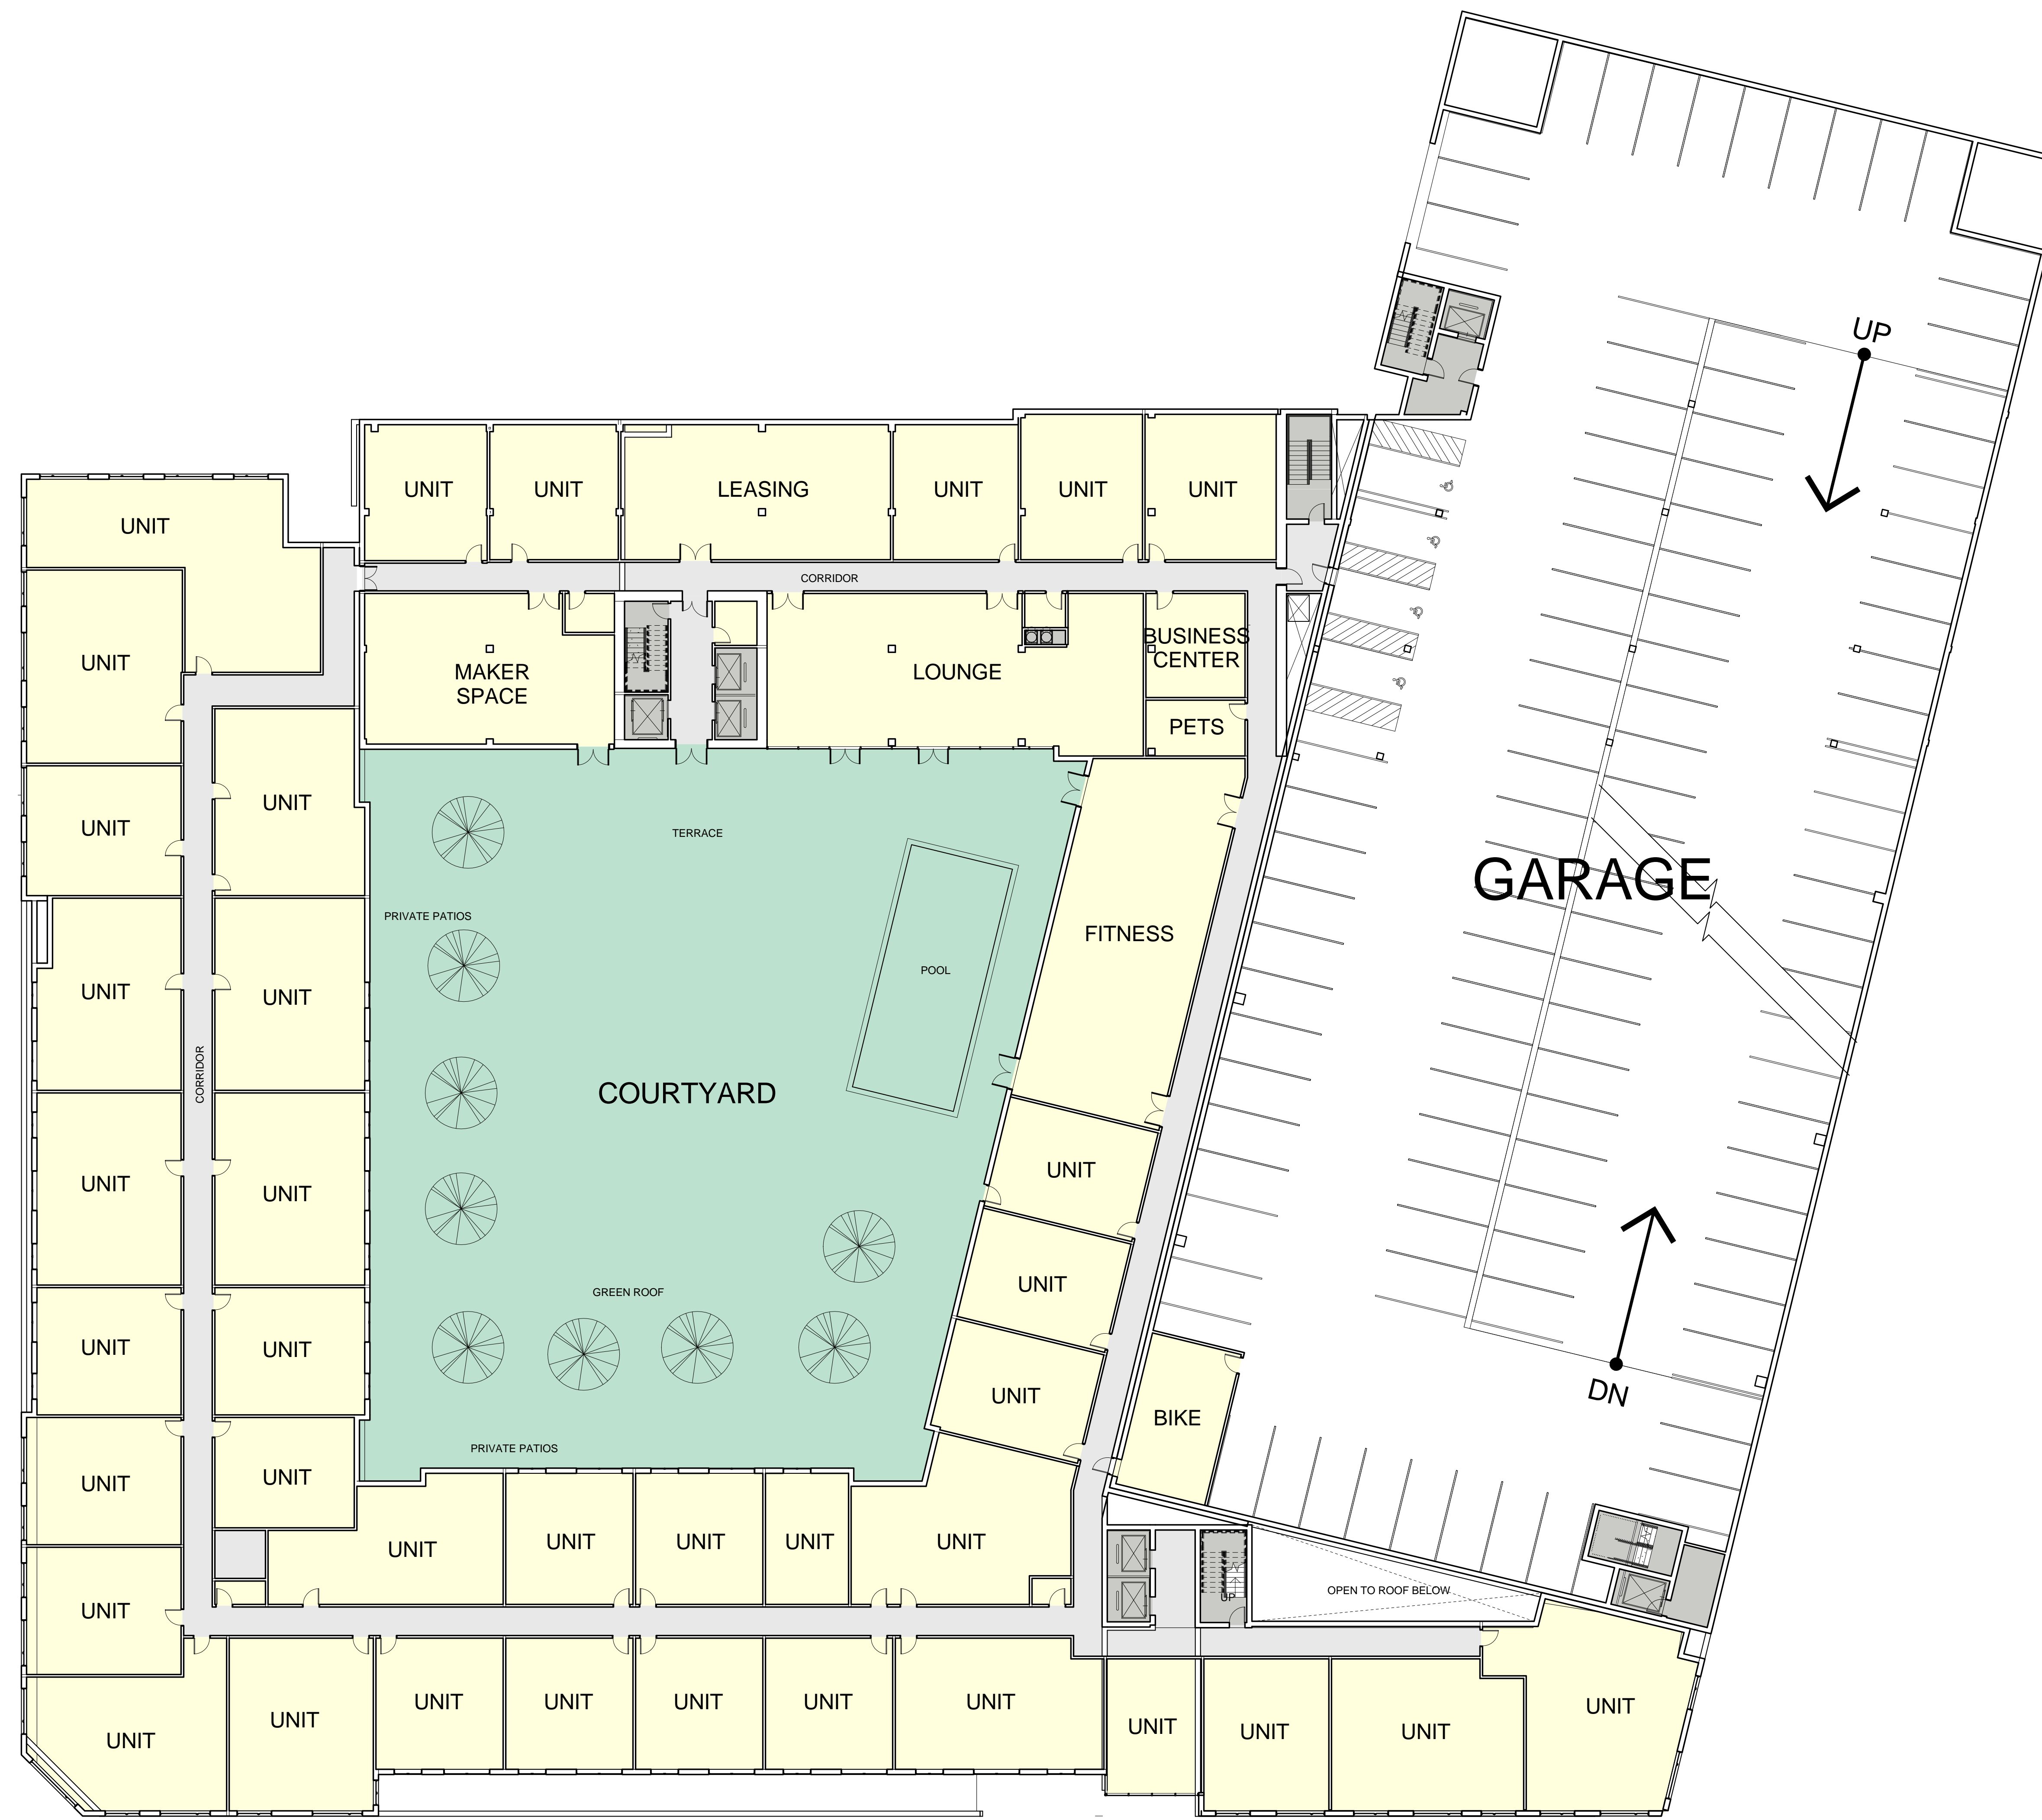 UP
UNIT
UNIT
LEASING
UNIT
UNIT
UNIT
UNIT
CORRIDOR
UNIT
MAKER
SPACE
LOUNGE
BUSINESS
CENTER
PETS
UNIT
UNIT
TERRACE
GARAGE
PRIVATE PATIOS
FITNESS
POOL
UNIT
UNIT
CORRIDOR
COURTYARD
UNIT
UNIT
UNIT
UNIT
GREEN ROOF
UNIT
UNIT
UNIT
DN
BIKE
PRIVATE PATIOS
UNIT
UNIT
UNIT
UNIT
UNIT
UNIT
UNIT
OPEN TO ROOF BELOW
UP
UNIT
UNIT
UNIT
UNIT
UNIT
UNIT
UNIT
UNIT
UNIT
UNIT
UNIT
UNIT